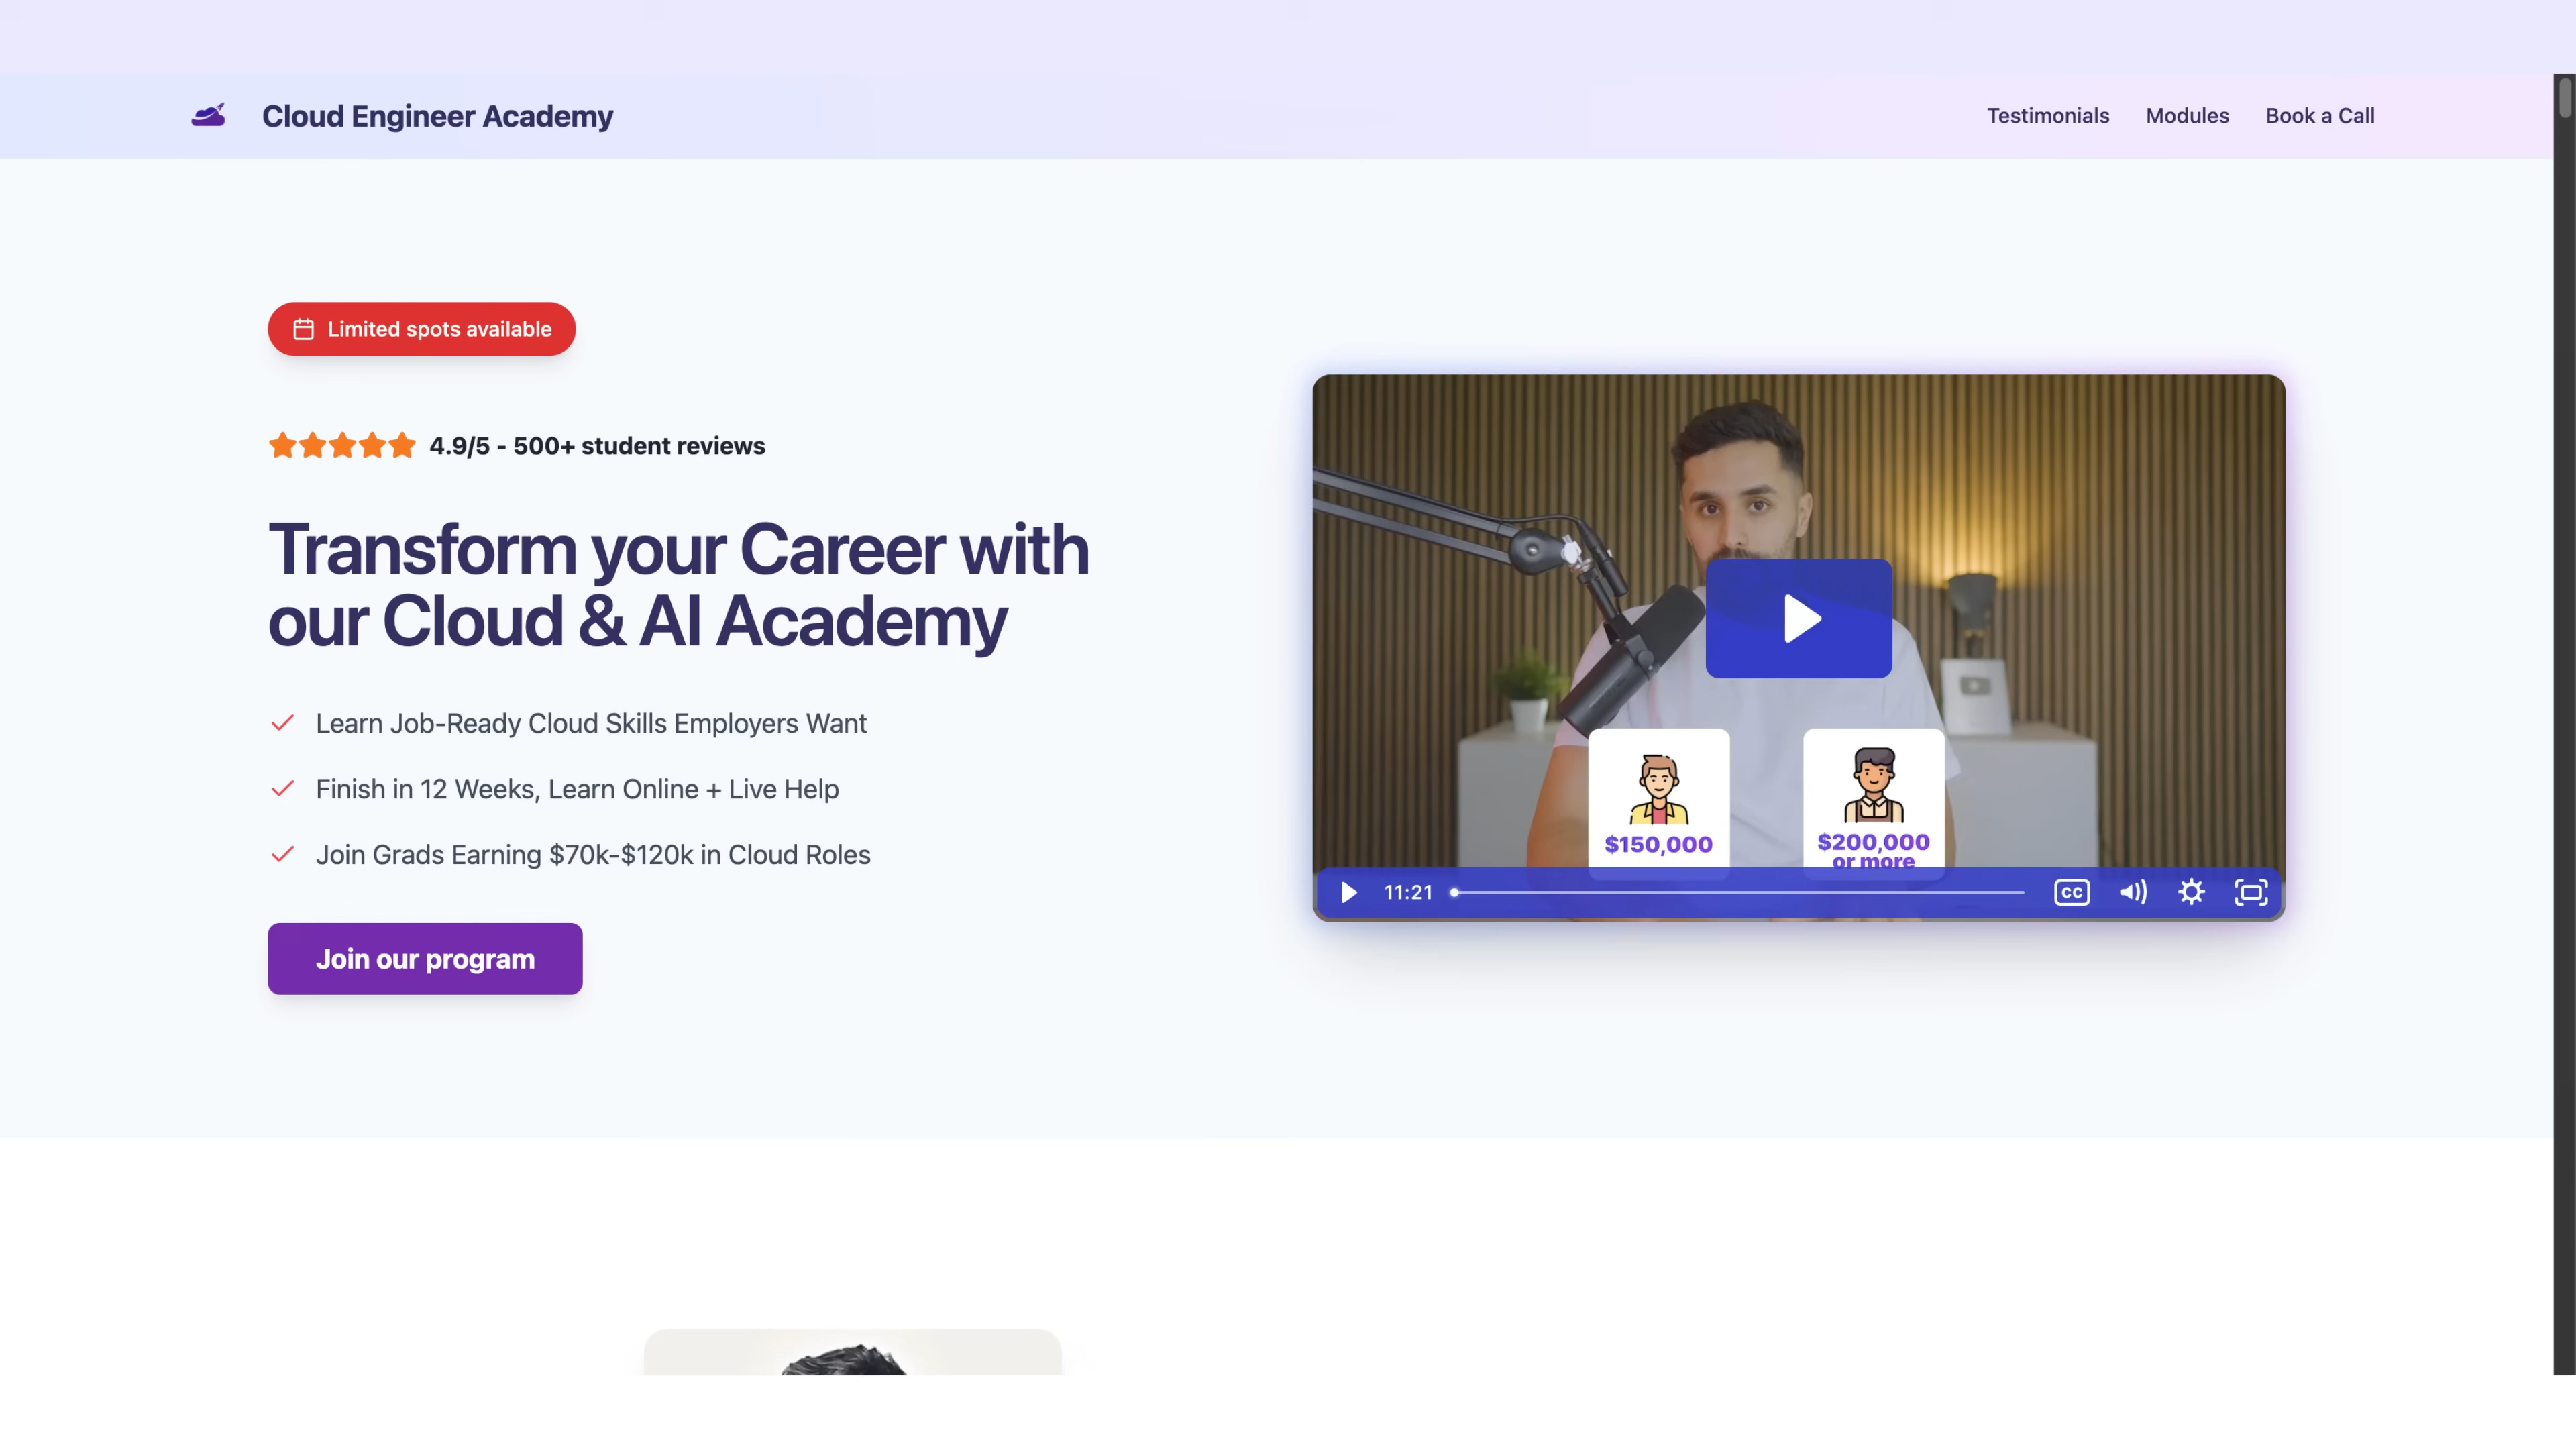 Cloud Engineer Academy
Testimonials
Modules
Book a Call
Limited spots available
4.9/5 - 500+ student reviews
Transform your Career with
our Cloud & AI Academy
Learn Job-Ready Cloud Skills Employers Want
Finish in 12 Weeks, Learn Online + Live Help
Join Grads Earning $70k-$120k in Cloud Roles
Join our program
$150,000
$200,000
or more
11:21
CC